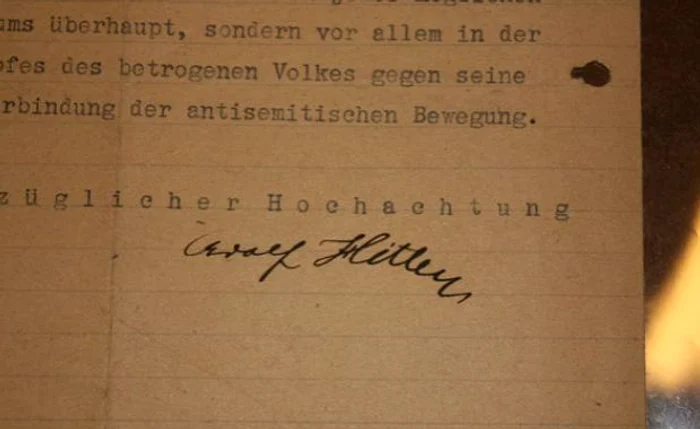 ums überhaupt, sondern vor allem in der
pfes des betrogenen Volkes gegen seine
rbindung der antisemitischen Bewegung.
züglicher Hochachtung
Adolf Hitler